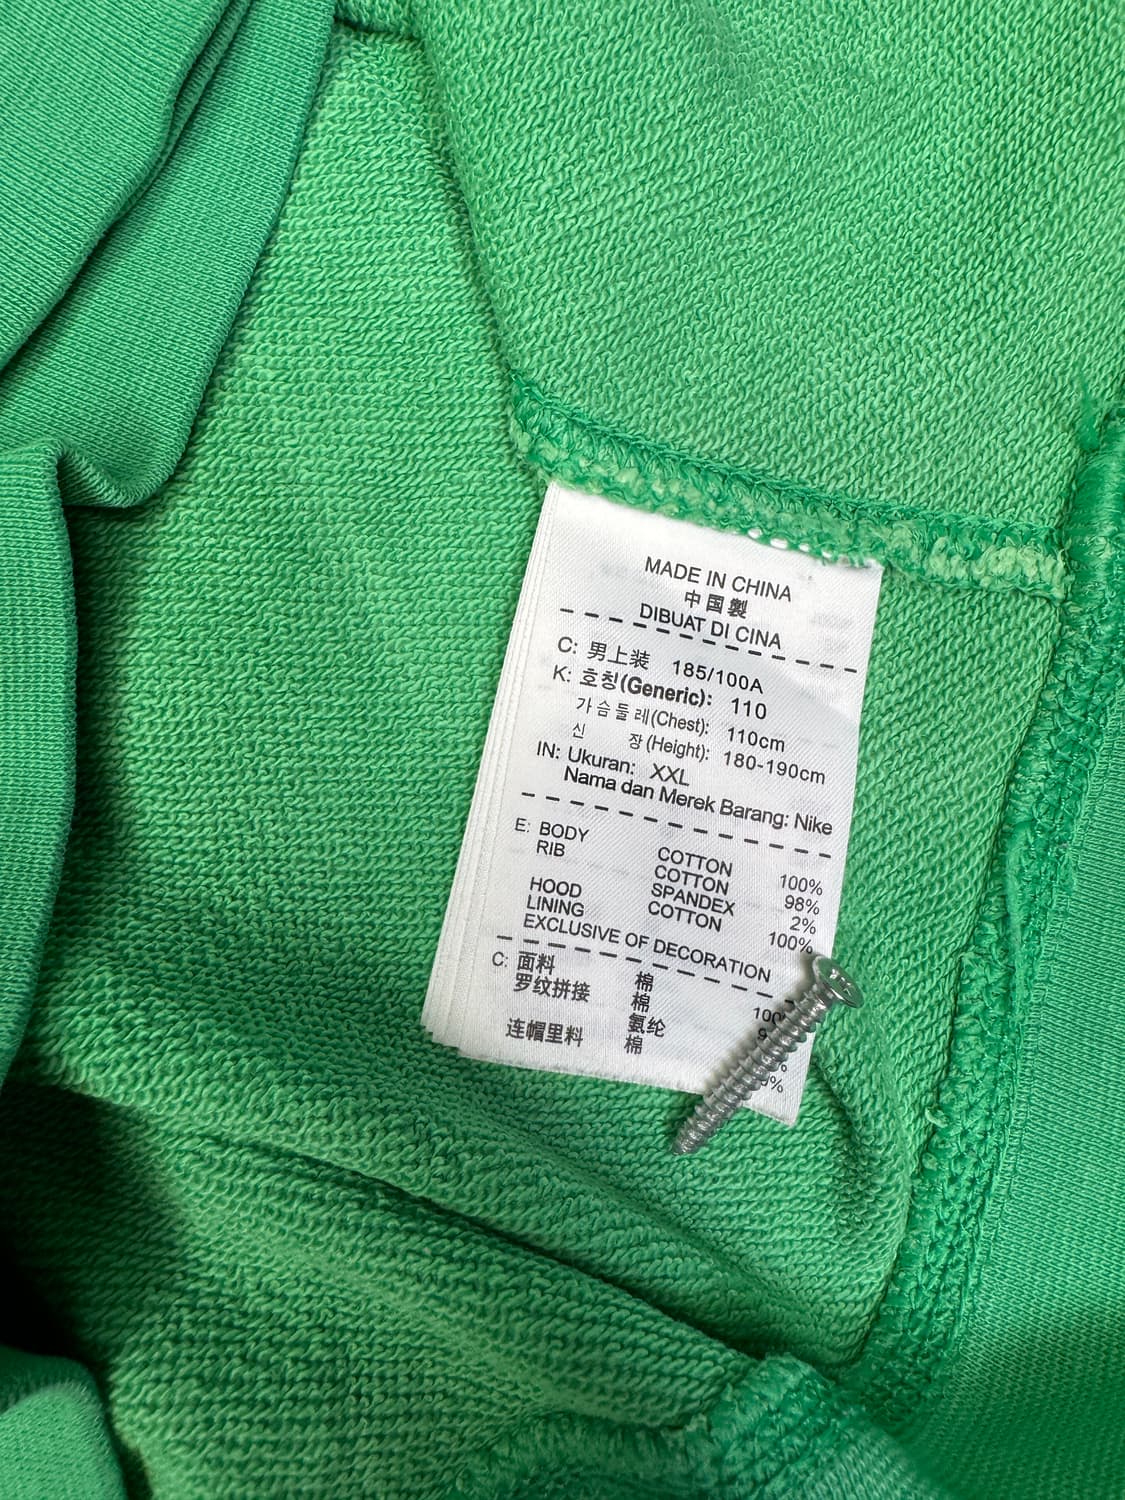 MADE IN CHINA
中国製
DIBUAT DI CINA
C: 男上装 185/100A
K: 호칭(Generic): 110
가슴둘레(Chest): 110cm
신 장(Height): 180-190cm
IN: Ukuran: XXL
Nama dan Merek Barang: Nike
E: BODY COTTON 100%
RIB COTTON 98%
SPANDEX 2%
HOOD LINING COTTON 100%
EXCLUSIVE OF DECORATION
C: 面料 棉
罗纹拼接 棉
氨纶
连帽里料 棉